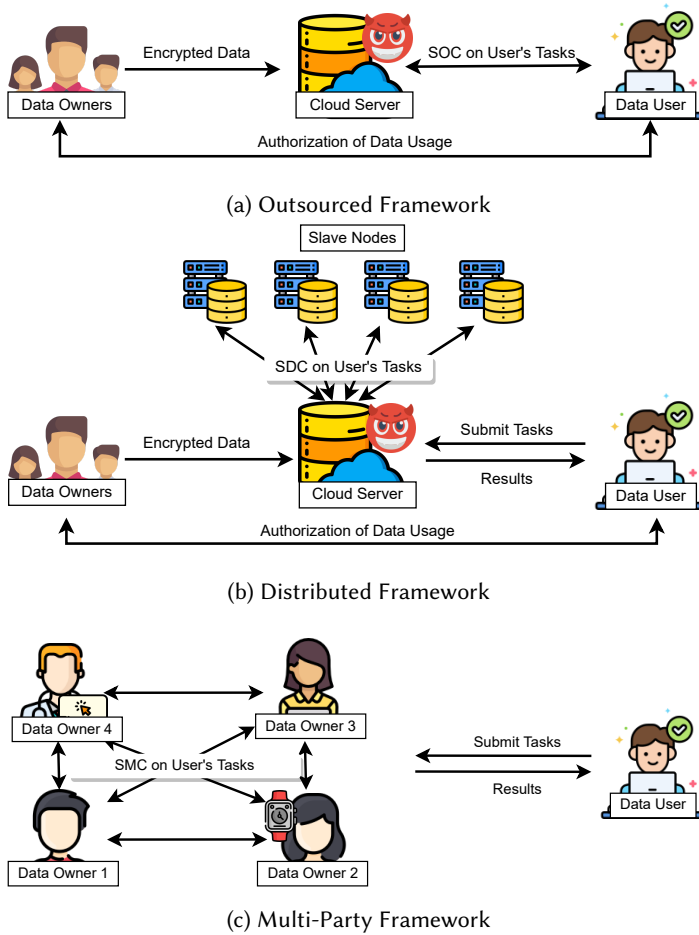 Encrypted Data
SOC on User's Tasks
Data Owners
Cloud Server
Data User
Authorization of Data Usage
(a) Outsourced Framework
Slave Nodes
SDC on User's Tasks
Encrypted Data
Submit Tasks
Results
Data Owners
Cloud Server
Data User
Authorization of Data Usage
(b) Distributed Framework
Data Owner 4
Data Owner 3
SMC on User's Tasks
Submit Tasks
Results
Data User
Data Owner 1
Data Owner 2
(c) Multi-Party Framework